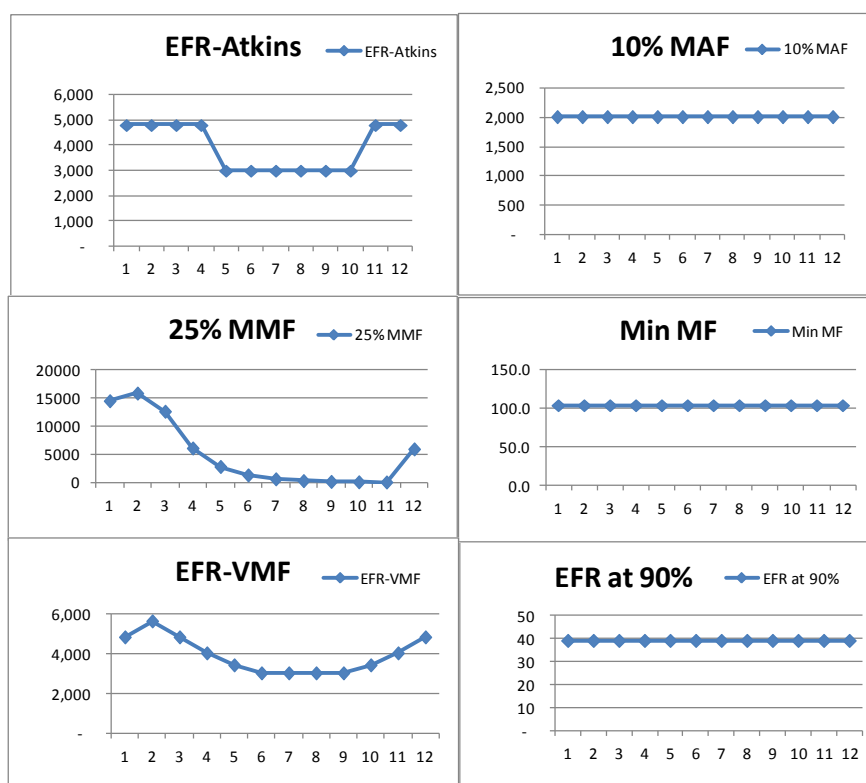 EFR-Atkins
EFR-Atkins
6,000
5,000
4,000
3,000
2,000
1,000
-
1 2 3 4 5 6 7 8 9 10 11 12
10% MAF
10% MAF
2,500
2,000
1,500
1,000
500
-
1 2 3 4 5 6 7 8 9 10 11 12
25% MMF
25% MMF
20000
15000
10000
5000
0
1 2 3 4 5 6 7 8 9 10 11 12
Min MF
Min MF
150.0
100.0
50.0
0.0
1 2 3 4 5 6 7 8 9 10 11 12
EFR-VMF
EFR-VMF
6,000
4,000
2,000
-
1 2 3 4 5 6 7 8 9 10 11 12
EFR at 90%
EFR at 90%
50
40
30
20
10
-
1 2 3 4 5 6 7 8 9 10 11 12